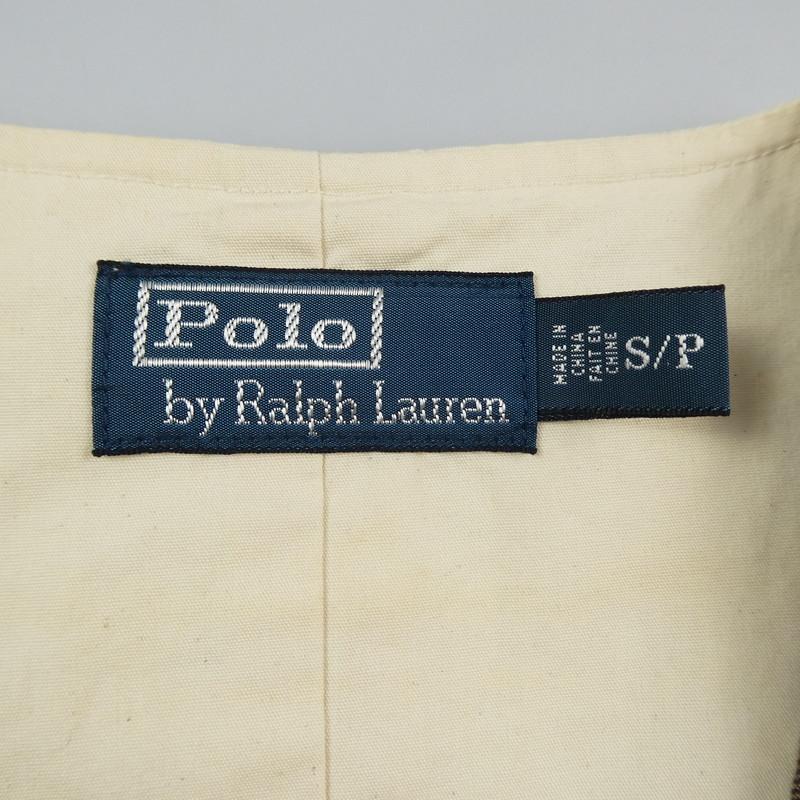 Polo
by Ralph Lauren
MADE IN
CHINA
FAIT EN
CHINE
S/P